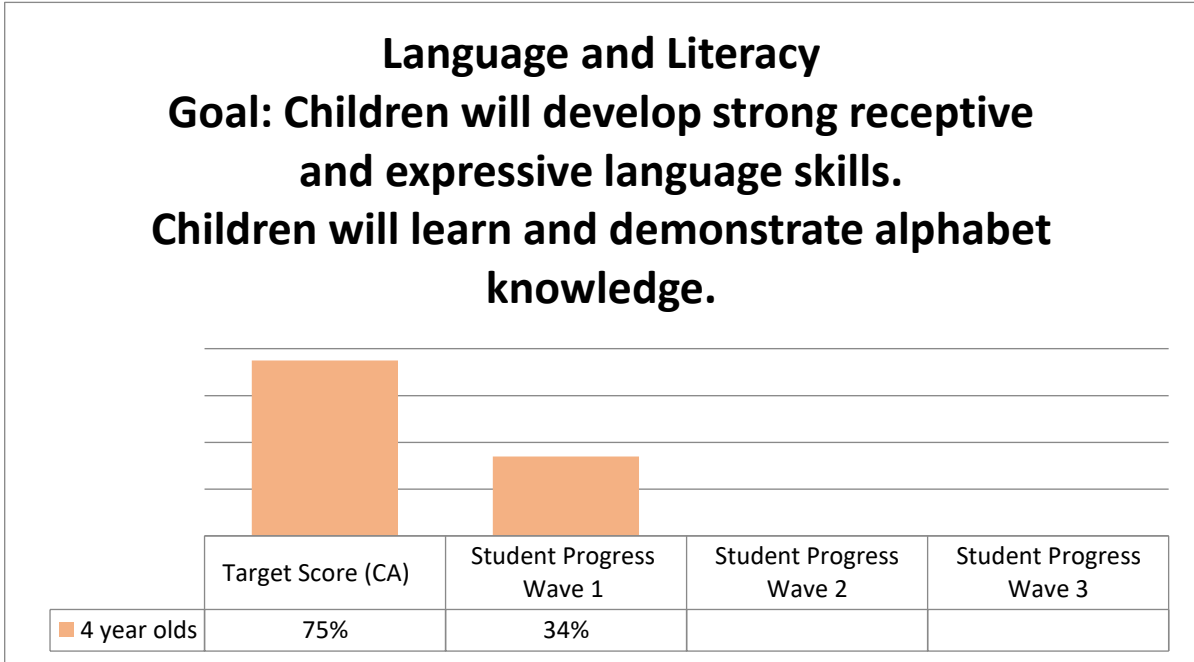 Language and Literacy
Goal: Children will develop strong receptive
and expressive language skills.
Children will learn and demonstrate alphabet
knowledge.
Target Score (CA)
Student Progress
Wave 1
Student Progress
Wave 2
Student Progress
Wave 3
4 year olds
75%
34%